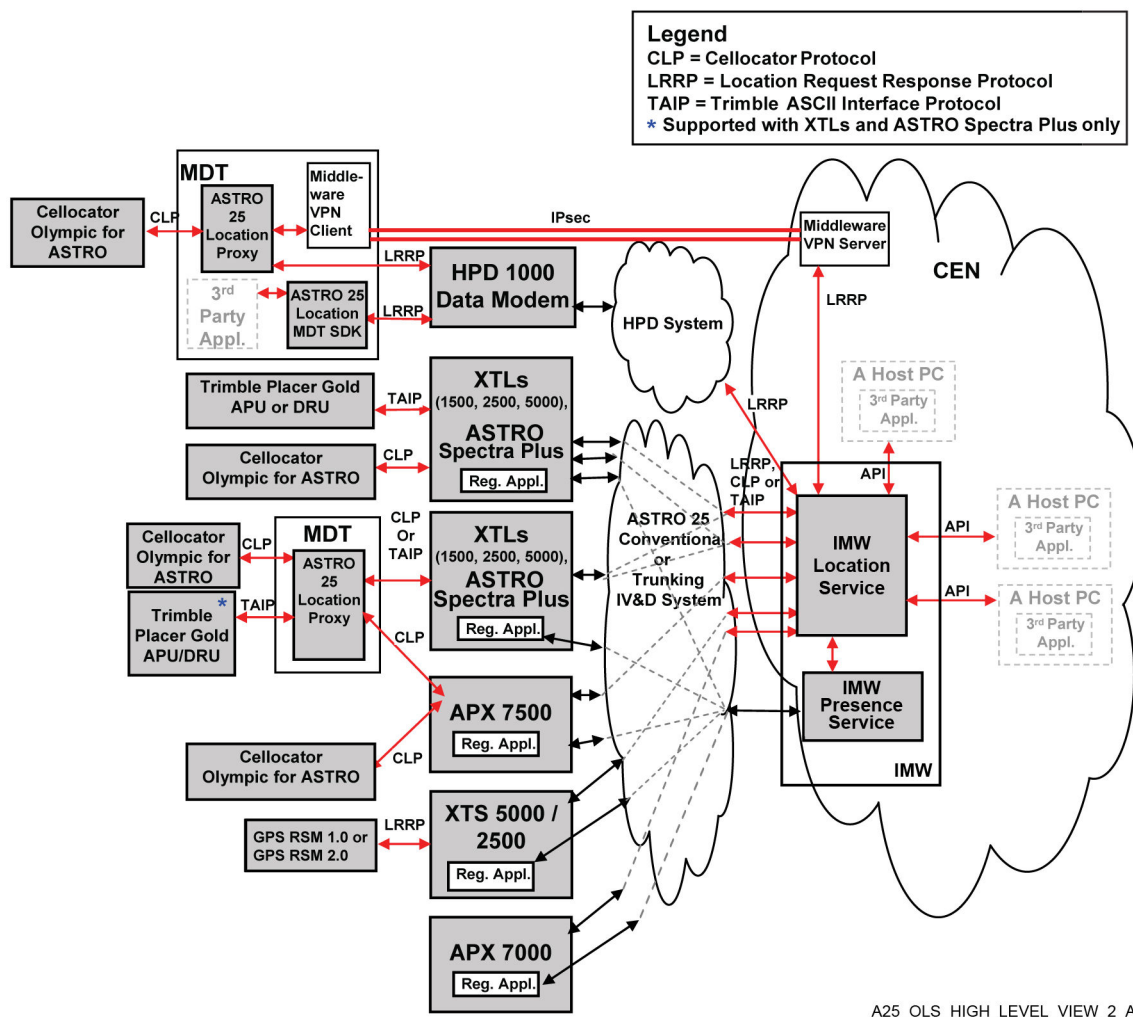 Legend
CLP = Cellocator Protocol
LRRP = Location Request Response Protocol
TAIP = Trimble ASCII Interface Protocol
* Supported with XTLs and ASTRO Spectra Plus only
MDT
Cellocator
Olympic for
ASTRO
CLP
ASTRO
25
Location
Proxy
Middle-
ware
VPN
Client
IPsec
Middleware
VPN Server
CEN
LRRP
3rd
Party
Appl.
ASTRO 25
Location
MDT SDK
LRRP
HPD 1000
Data Modem
HPD System
LRRP
Trimble Placer Gold
APU or DRU
TAIP
XTLs
(1500, 2500, 5000),
ASTRO
Spectra Plus
Reg. Appl.
Cellocator
Olympic for ASTRO
CLP
LRRP
LRRP,
CLP or
TAIP
A Host PC
3rd Party
Appl.
API
MDT
Cellocator
Olympic for
ASTRO
CLP
ASTRO
25
Location
Proxy
CLP
Or
TAIP
XTLs
(1500, 2500, 5000),
ASTRO
Spectra Plus
Reg. Appl.
ASTRO 25
Conventiona
or
Trunking
IV&D System
IMW
Location
Service
API
A Host PC
3rd Party
Appl.
API
A Host PC
3rd Party
Appl.
Trimble *
Placer Gold
APU/DRU
TAIP
CLP
APX 7500
Reg. Appl.
IMW
Presence
Service
IMW
Cellocator
Olympic for ASTRO
CLP
GPS RSM 1.0 or
GPS RSM 2.0
LRRP
XTS 5000 /
2500
Reg. Appl.
APX 7000
Reg. Appl.
A25_OLS_HIGH_LEVEL_VIEW_2_A